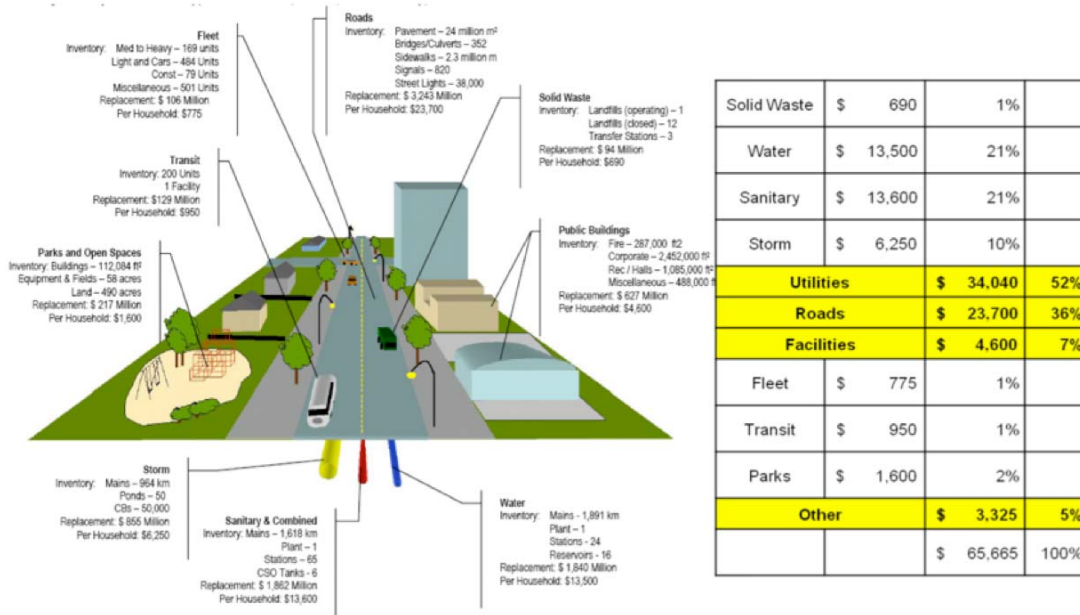 Roads
Inventory: Pavement – 24 million m²
Bridges/Culverts – 352
Sidewalks – 2.3 million m
Signals – 820
Street Lights – 38,000
Replacement: $ 3,243 Million
Per Household: $23,700
Fleet
Inventory: Med to Heavy – 169 units
Light and Cars – 484 Units
Const – 79 Units
Miscellaneous – 501 Units
Replacement: $ 106 Million
Per Household: $775
Solid Waste
Inventory: Landfills (operating) – 1
Landfills (closed) – 12
Transfer Stations – 3
Replacement: $ 94 Million
Per Household: $690
Transit
Inventory: 200 Units
1 Facility
Replacement: $129 Million
Per Household: $950
Public Buildings
Inventory: Fire – 287,000 ft2
Corporate – 2,452,000 ft²
Rec / Halls – 1,085,000 ft²
Miscellaneous – 488,000 f
Replacement: $ 627 Million
Per Household: $4,600
Parks and Open Spaces
Inventory: Buildings – 112,084 ft²
Equipment & Fields – 58 acres
Land – 490 acres
Replacement: $ 217 Million
Per Household: $1,600
Storm
Inventory: Mains – 964 km
Ponds – 50
CBs – 50,000
Replacement: $ 855 Million
Per Household: $6,250
Sanitary & Combined
Inventory: Mains – 1,618 km
Plant – 1
Stations – 65
CSO Tanks - 6
Replacement: $ 1,862 Million
Per Household: $13,600
Water
Inventory: Mains - 1,891 km
Plant – 1
Stations - 24
Reservoirs - 16
Replacement: $ 1,840 Million
Per Household: $13,500
Solid Waste $ 690 1%
Water $ 13,500 21%
Sanitary $ 13,600 21%
Storm $ 6,250 10%
Utilities $ 34,040 52%
Roads $ 23,700 36%
Facilities $ 4,600 7%
Fleet $ 775 1%
Transit $ 950 1%
Parks $ 1,600 2%
Other $ 3,325 5%
$ 65,665 100%